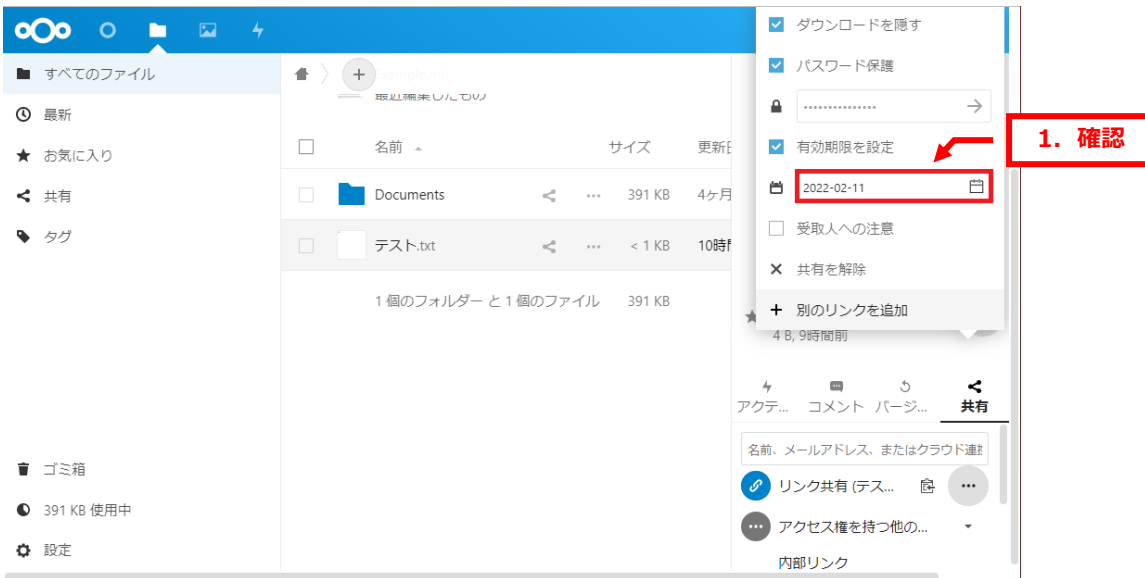 すべてのファイル
最新
お気に入り
共有
タグ
ゴミ箱
391 KB 使用中
設定
最近編集したもの
名前
サイズ
Documents
391 KB
4ケ月
テスト.txt
< 1 KB
10時
1 個のフォルダー と 1 個のファイル
391 KB
ダウンロードを隠す
パスワード保護
有効期限を設定
2022-02-11
受取人への注意
共有を解除
別のリンクを追加
1. 確認
4 B, 9時間前
アクテ...
コメント
バージ...
共有
名前、メールアドレス、またはクラウド連
リンク共有 (テス...
アクセス権を持つ他の...
内部リンク